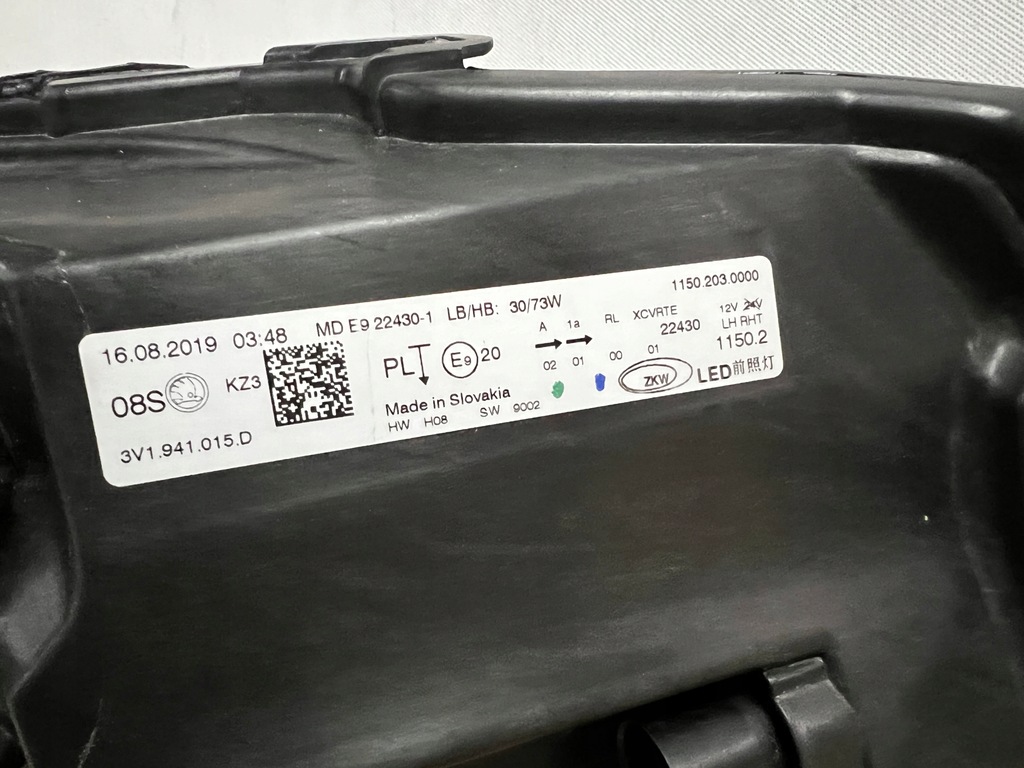 16.08.2019 03:48
08S KZ3
3V1.941.015.D
MD E9 22430-1 LB/HB: 30/73W
PL E9 20
Made in Slovakia
HW H08 SW 9002
1150.203.0000
A 1a RL XCVRTE 12V 24V
22430 LH RHT
02 01 00 01 1150.2
ZKW LED前照灯